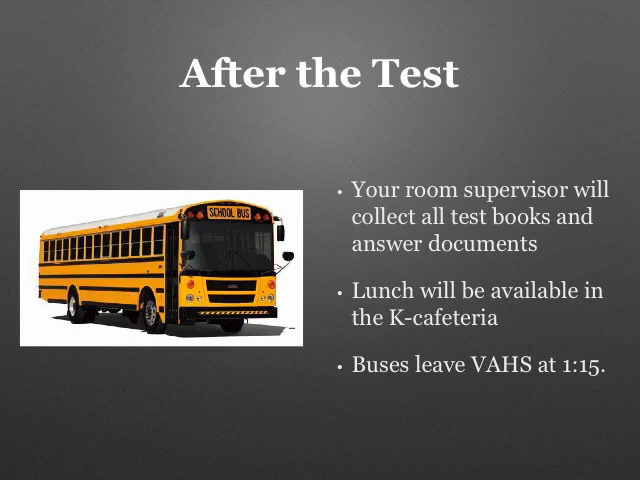 After the Test
SCHOOL BUS
• Your room supervisor will
collect all test books and
answer documents
• Lunch will be available in
the K-cafeteria
• Buses leave VAHS at 1:15.